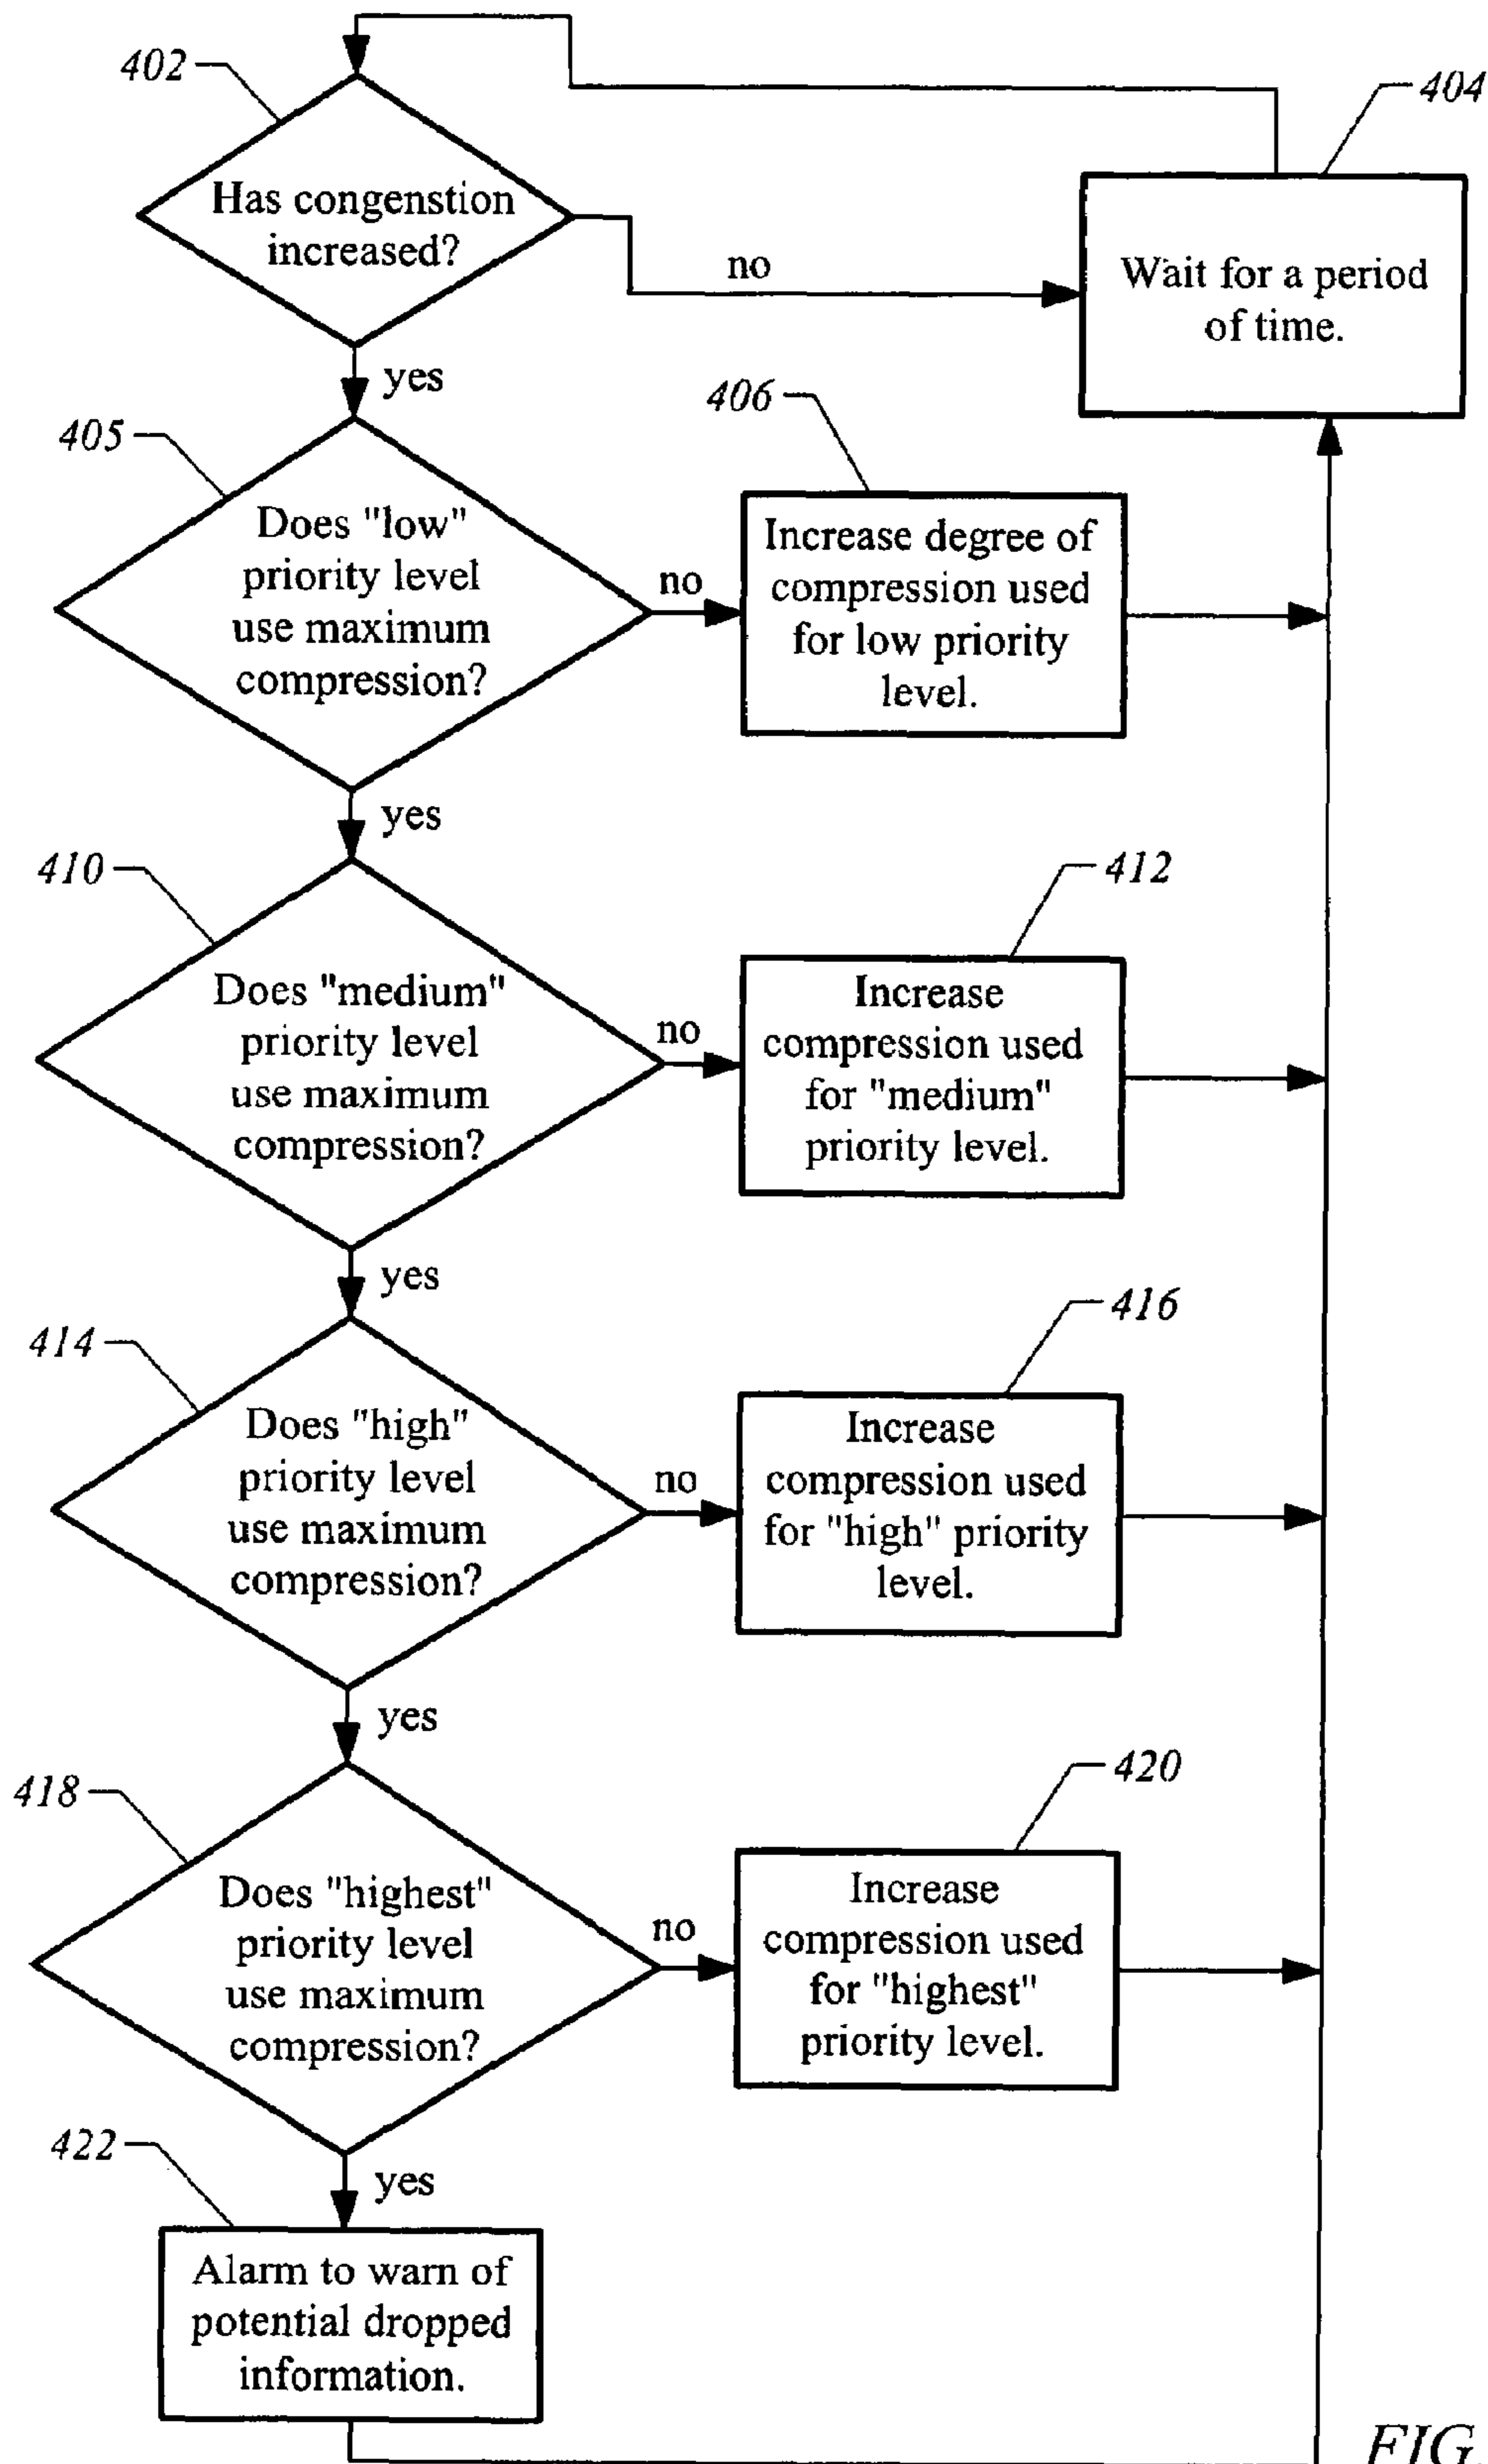 402
404
Has congenstion
increased?
no
Wait for a period
of time.
yes
405
406
Does "low"
priority level
use maximum
compression?
no
Increase degree of
compression used
for low priority
level.
yes
410
412
Does "medium"
priority level
use maximum
compression?
no
Increase
compression used
for "medium"
priority level.
yes
414
416
Does "high"
priority level
use maximum
compression?
no
Increase
compression used
for "high" priority
level.
yes
418
420
Does "highest"
priority level
use maximum
compression?
no
Increase
compression used
for "highest"
priority level.
yes
422
Alarm to warn of
potential dropped
information.
FIG.